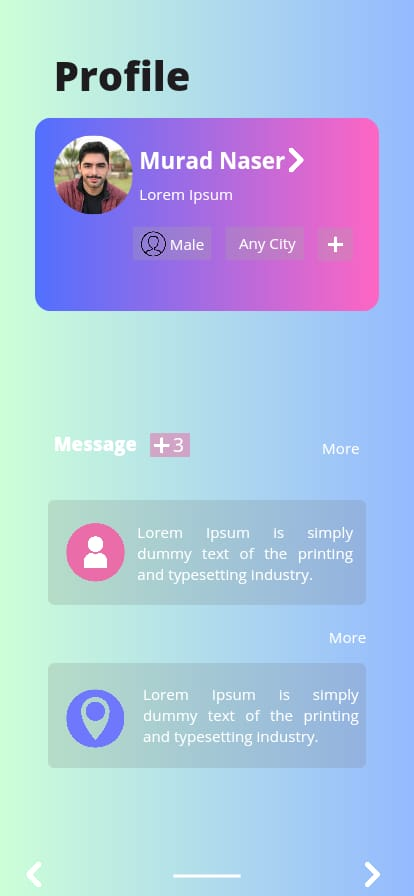 Profile
Murad Naser
Lorem Ipsum
Male Any City +
Message +3
More
Lorem Ipsum is simply
dummy text of the printing
and typesetting industry.
More
Lorem Ipsum is simply
dummy text of the printing
and typesetting industry.